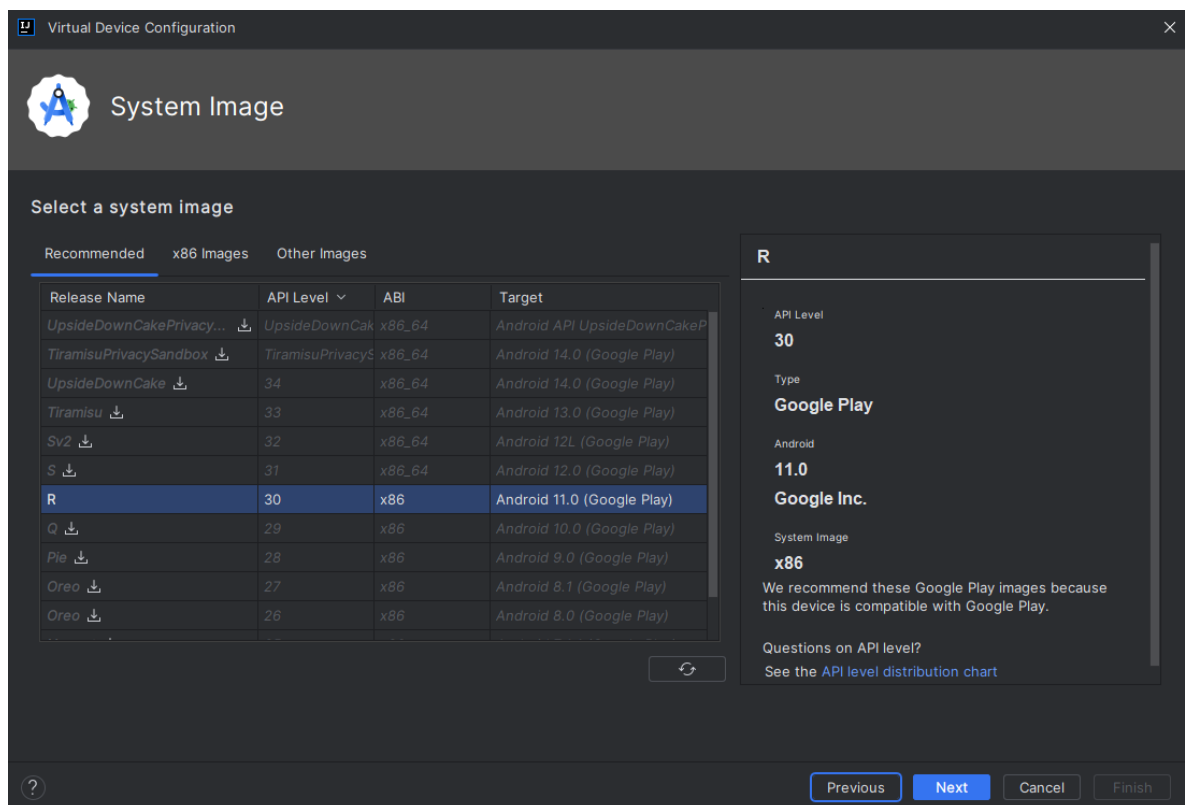 Virtual Device Configuration
System Image
Select a system image
Recommended x86 Images Other Images
Release Name API Level ABI Target
UpsideDownCakePrivacy... UpsideDownCak x86_64 Android API UpsideDownCakeP
TiramisuPrivacySandbox TiramisuPrivacyS x86_64 Android 14.0 (Google Play)
UpsideDownCake 34 x86_64 Android 14.0 (Google Play)
Tiramisu 33 x86_64 Android 13.0 (Google Play)
Sv2 32 x86_64 Android 12L (Google Play)
S 31 x86_64 Android 12.0 (Google Play)
R 30 x86 Android 11.0 (Google Play)
Q 29 x86 Android 10.0 (Google Play)
Pie 28 x86 Android 9.0 (Google Play)
Oreo 27 x86 Android 8.1 (Google Play)
Oreo 26 x86 Android 8.0 (Google Play)
R
API Level
30
Type
Google Play
Android
11.0
Google Inc.
System Image
x86
We recommend these Google Play images because
this device is compatible with Google Play.
Questions on API level?
See the API level distribution chart
? Previous Next Cancel Finish